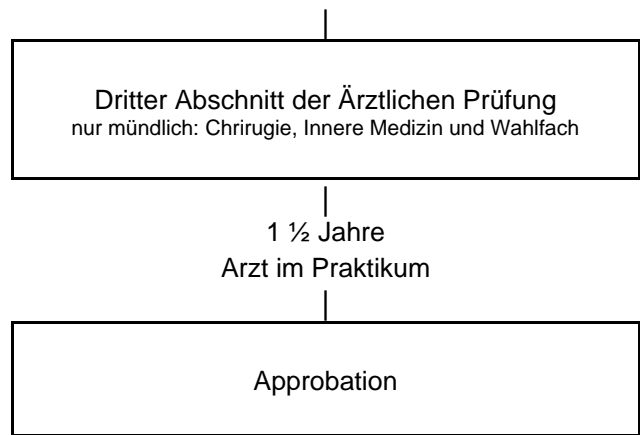 Dritter Abschnitt der Ärztlichen Prüfung
nur mündlich: Chrirugie, Innere Medizin und Wahlfach
1 ½ Jahre
Arzt im Praktikum
Approbation